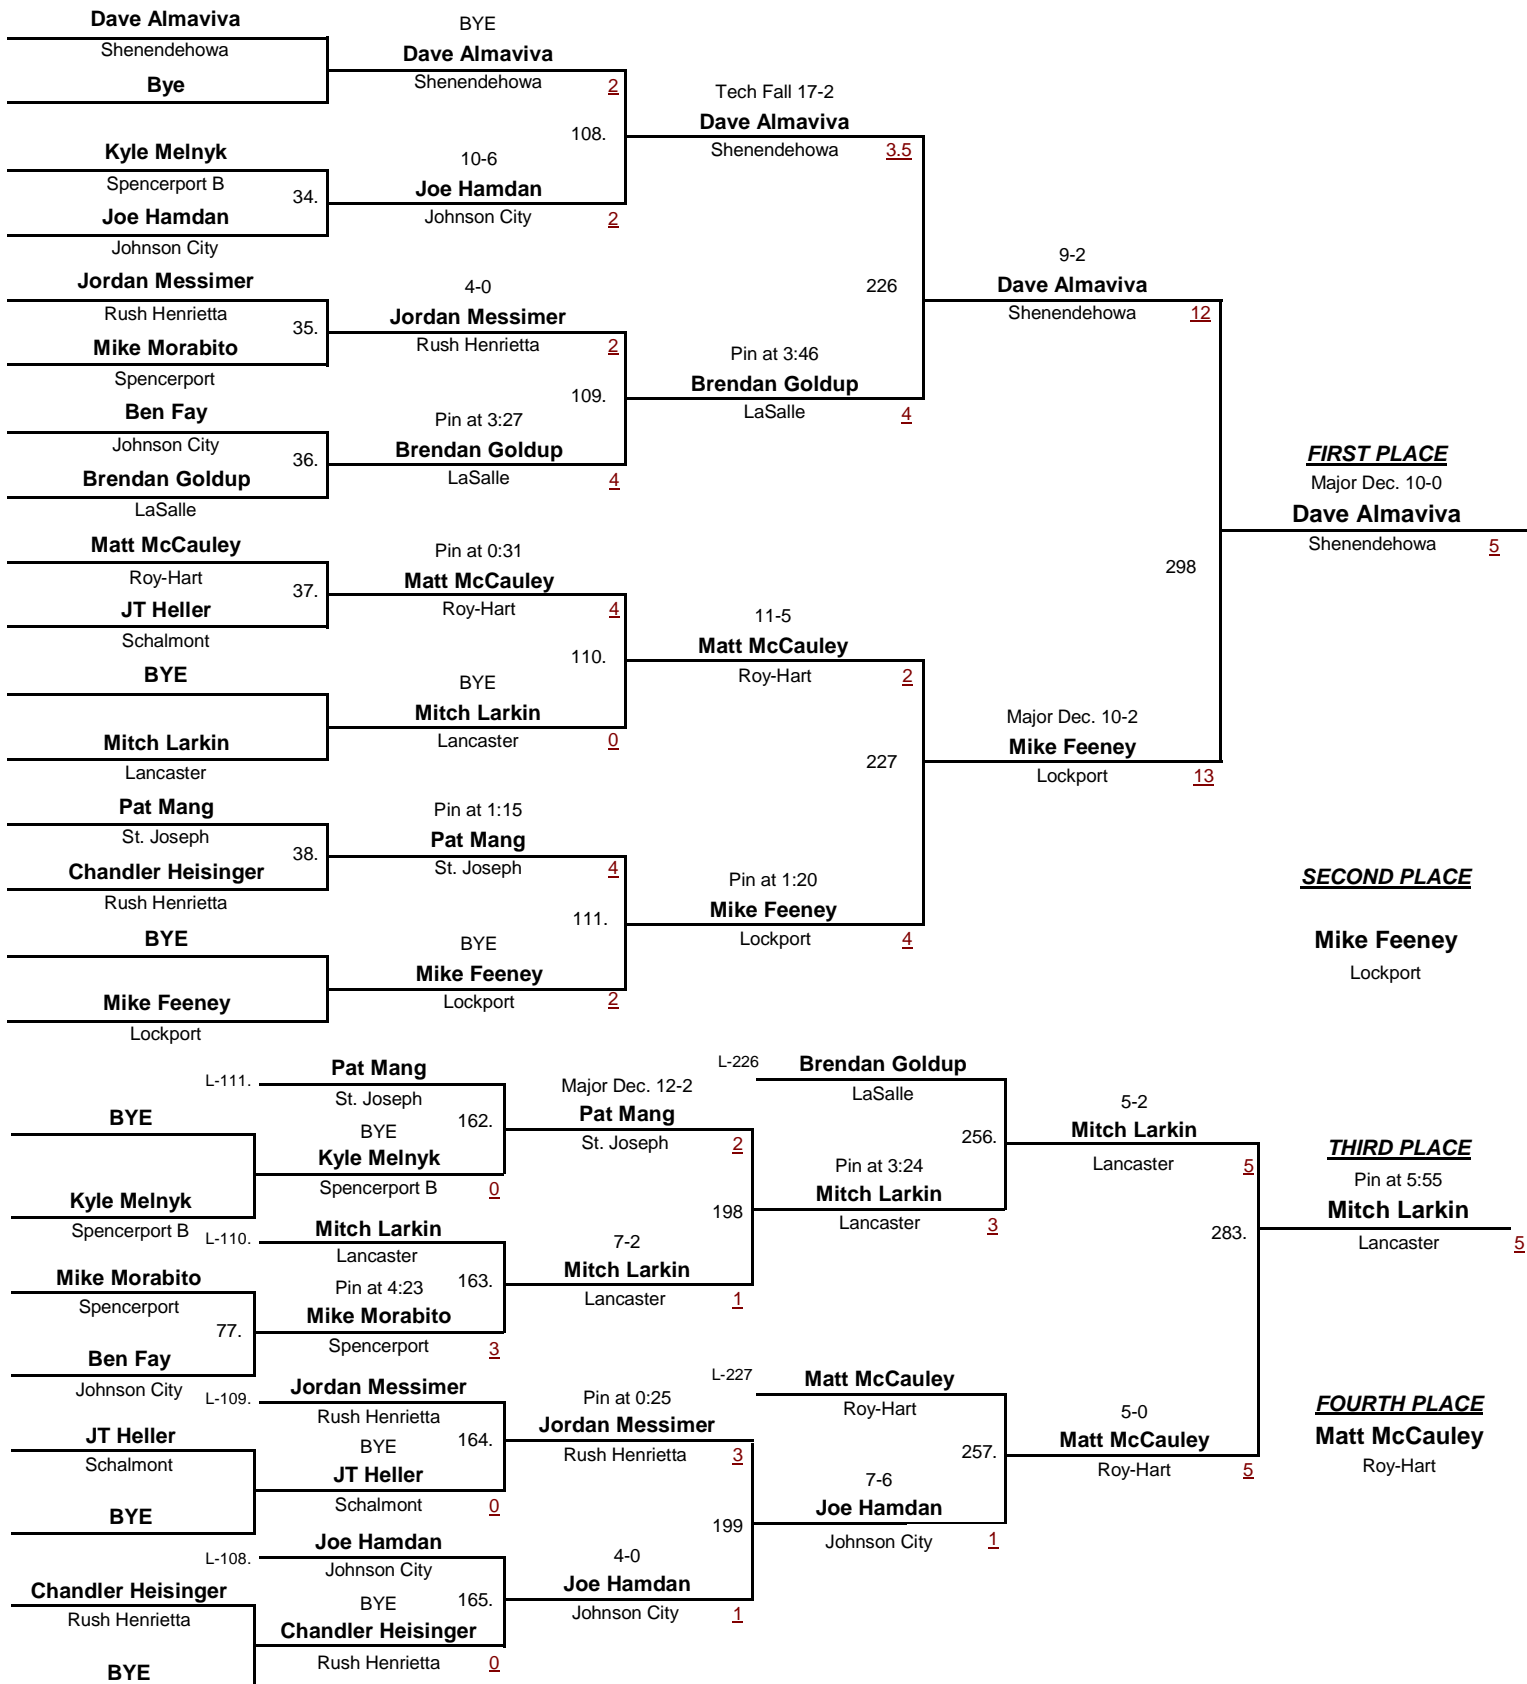 Dave Almaviva
Shenendehowa
Bye
BYE
Dave Almaviva
Shenendehowa
2
108.
Kyle Melnyk
Spencerport B
34.
Joe Hamdan
Johnson City
10-6
Joe Hamdan
Johnson City
2
Tech Fall 17-2
Dave Almaviva
Shenendehowa
3.5
Jordan Messimer
Rush Henrietta
35.
Mike Morabito
Spencerport
4-0
Jordan Messimer
Rush Henrietta
2
109.
Ben Fay
Johnson City
36.
Brendan Goldup
LaSalle
Pin at 3:27
Brendan Goldup
LaSalle
4
Pin at 3:46
Brendan Goldup
LaSalle
4
226
9-2
Dave Almaviva
Shenendehowa
12
Matt McCauley
Roy-Hart
37.
JT Heller
Schalmont
Pin at 0:31
Matt McCauley
Roy-Hart
4
110.
BYE
Mitch Larkin
Lancaster
BYE
Mitch Larkin
Lancaster
0
11-5
Matt McCauley
Roy-Hart
2
227
Pat Mang
St. Joseph
38.
Chandler Heisinger
Rush Henrietta
Pin at 1:15
Pat Mang
St. Joseph
4
111.
BYE
Mike Feeney
Lockport
BYE
Mike Feeney
Lockport
2
Pin at 1:20
Mike Feeney
Lockport
4
Major Dec. 10-2
Mike Feeney
Lockport
13
298
FIRST PLACE
Major Dec. 10-0
Dave Almaviva
Shenendehowa
5
SECOND PLACE
Mike Feeney
Lockport
L-111.
Pat Mang
St. Joseph
162.
BYE
Kyle Melnyk
Spencerport B
BYE
Kyle Melnyk
Spencerport B
0
Major Dec. 12-2
Pat Mang
St. Joseph
2
198
L-110.
Mitch Larkin
Lancaster
163.
Mike Morabito
Spencerport
77.
Ben Fay
Johnson City
Pin at 4:23
Mike Morabito
Spencerport
3
7-2
Mitch Larkin
Lancaster
1
L-226
Brendan Goldup
LaSalle
256.
Pin at 3:24
Mitch Larkin
Lancaster
3
5-2
Mitch Larkin
Lancaster
5
283.
L-109.
Jordan Messimer
Rush Henrietta
164.
JT Heller
Schalmont
BYE
BYE
JT Heller
Schalmont
0
Pin at 0:25
Jordan Messimer
Rush Henrietta
3
199
L-108.
Joe Hamdan
Johnson City
165.
Chandler Heisinger
Rush Henrietta
BYE
BYE
Chandler Heisinger
Rush Henrietta
0
4-0
Joe Hamdan
Johnson City
1
L-227
Matt McCauley
Roy-Hart
257.
7-6
Joe Hamdan
Johnson City
1
5-0
Matt McCauley
Roy-Hart
5
THIRD PLACE
Pin at 5:55
Mitch Larkin
Lancaster
5
FOURTH PLACE
Matt McCauley
Roy-Hart